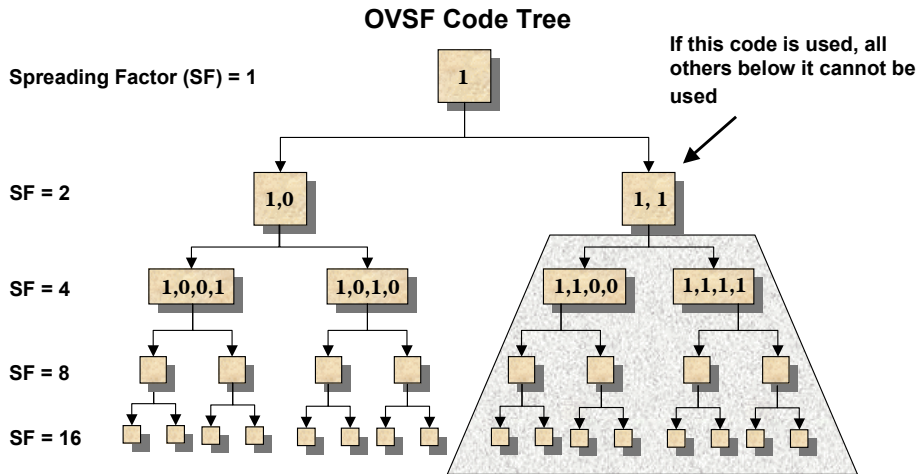 OVSF Code Tree
If this code is used, all
others below it cannot be
used
Spreading Factor (SF) = 1
1
SF = 2
1,0
1, 1
SF = 4
1,0,0,1
1,0,1,0
1,1,0,0
1,1,1,1
SF = 8
SF = 16